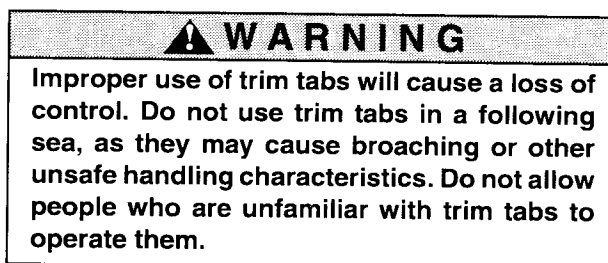 WARNING
Improper use of trim tabs will cause a loss of
control. Do not use trim tabs in a following
sea, as they may cause broaching or other
unsafe handling characteristics. Do not allow
people who are unfamiliar with trim tabs to
operate them.